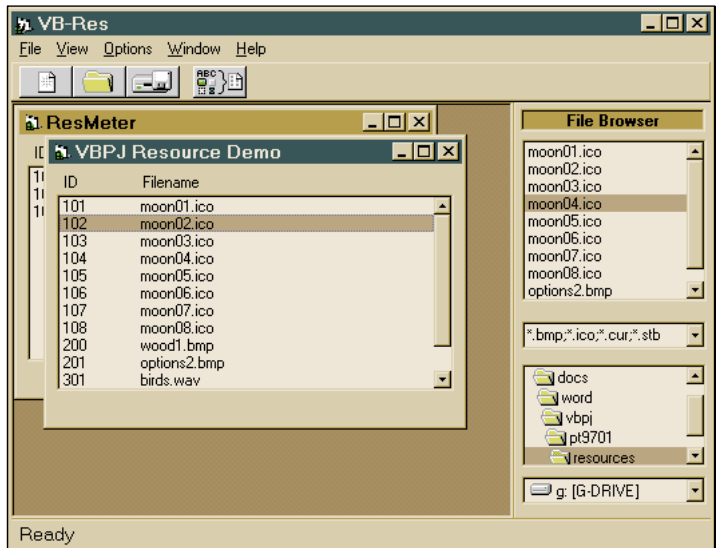 VB-Res
File View Options Window Help
ABC
ResMeter
File Browser
VBPJ Resource Demo
ID Filename
101 moon01.ico
102 moon02.ico
103 moon03.ico
104 moon04.ico
105 moon05.ico
106 moon06.ico
107 moon07.ico
108 moon08.ico
200 wood1.bmp
201 options2.bmp
301 birds.wav
moon01.ico
moon02.ico
moon03.ico
moon04.ico
moon05.ico
moon06.ico
moon07.ico
moon08.ico
options2.bmp
*.bmp;*.ico;*.cur;*.stb
docs
word
vbpj
pt9701
resources
g: [G-DRIVE]
Ready